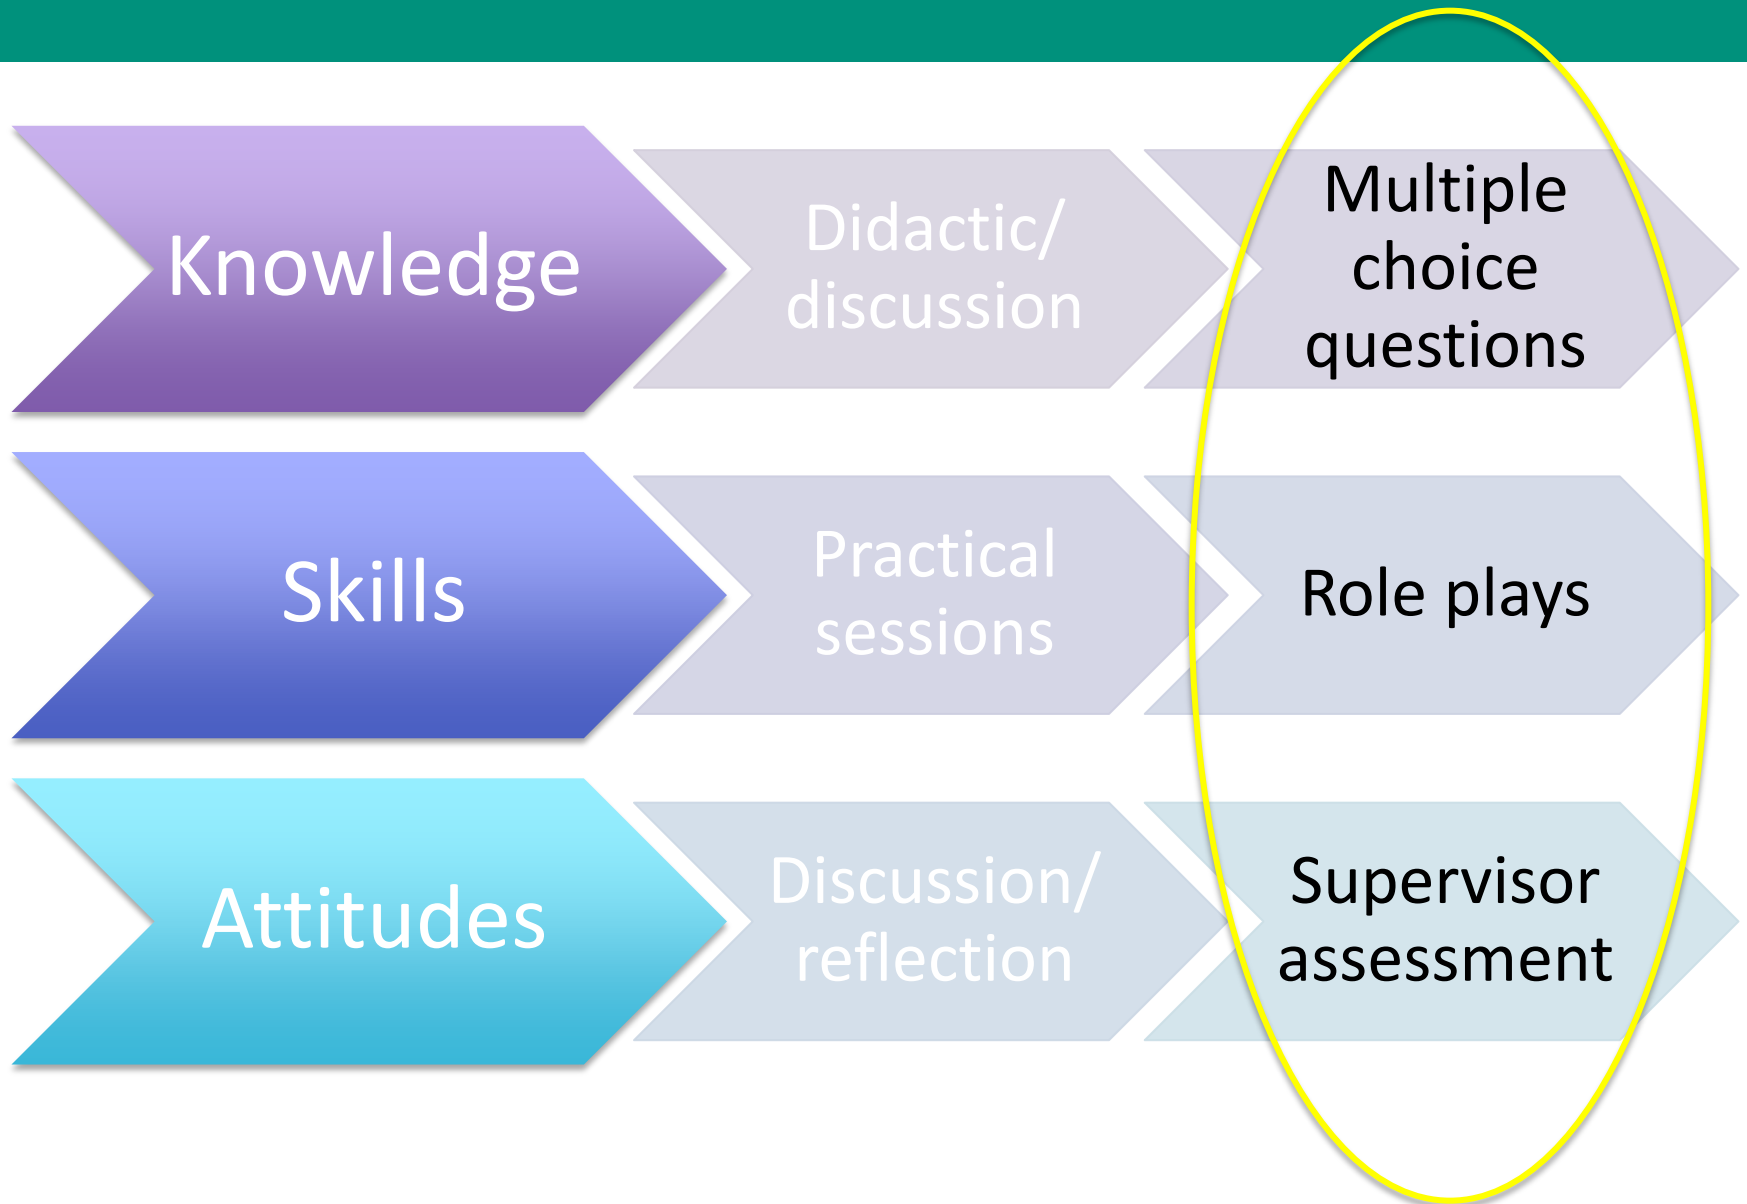 Knowledge
Didactic/
discussion
Multiple
choice
questions
Skills
Practical
sessions
Role plays
Attitudes
Discussion/
reflection
Supervisor
assessment